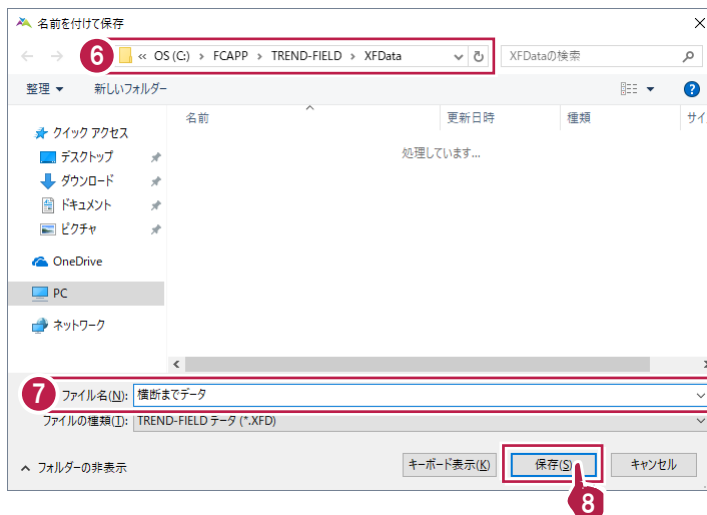 名前を付けて保存
6
« OS (C:) › FCAPP › TREND-FIELD › XFData
XFDataの検索
整理
新しいフォルダー
名前
更新日時
種類
サイ
クイック アクセス
デスクトップ
ダウンロード
ドキュメント
ピクチャ
OneDrive
PC
ネットワーク
処理しています...
7
ファイル名(N):
横断までデータ
ファイルの種類(T):
TREND-FIELD データ (*.XFD)
フォルダーの非表示
キーボード表示(K)
保存(S)
キャンセル
8